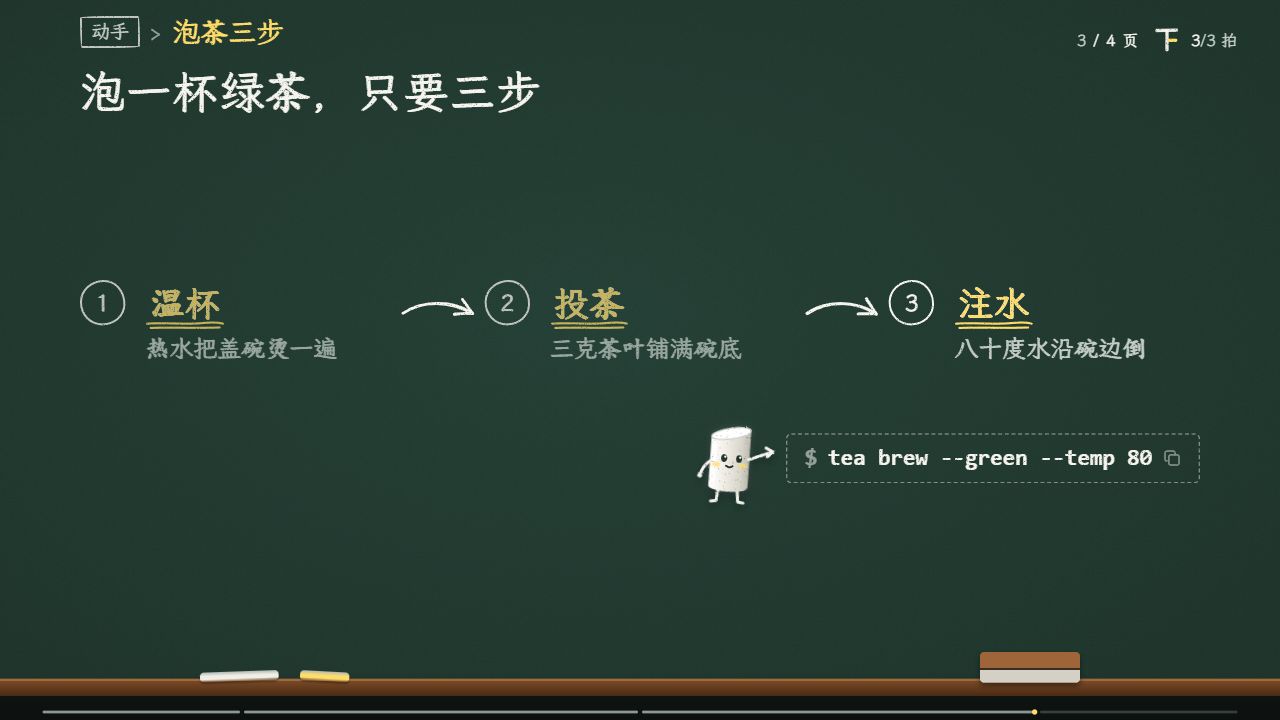 动手 > 泡茶三步
3 / 4 页 下 3/3 拍
泡一杯绿茶，只要三步
1 温杯
热水把盖碗烫一遍
2 投茶
三克茶叶铺满碗底
3 注水
八十度水沿碗边倒
$ tea brew --green --temp 80